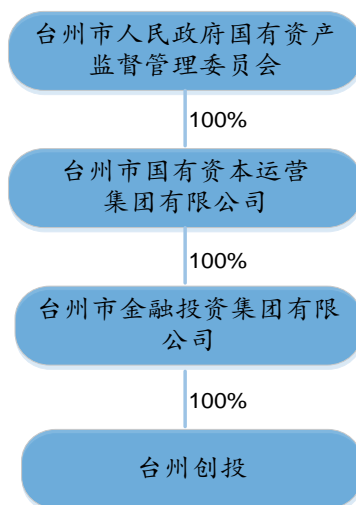 台州市人民政府国有资产
监督管理委员会
100%
台州市国有资本运营
集团有限公司
100%
台州市金融投资集团有限
公司
100%
台州创投